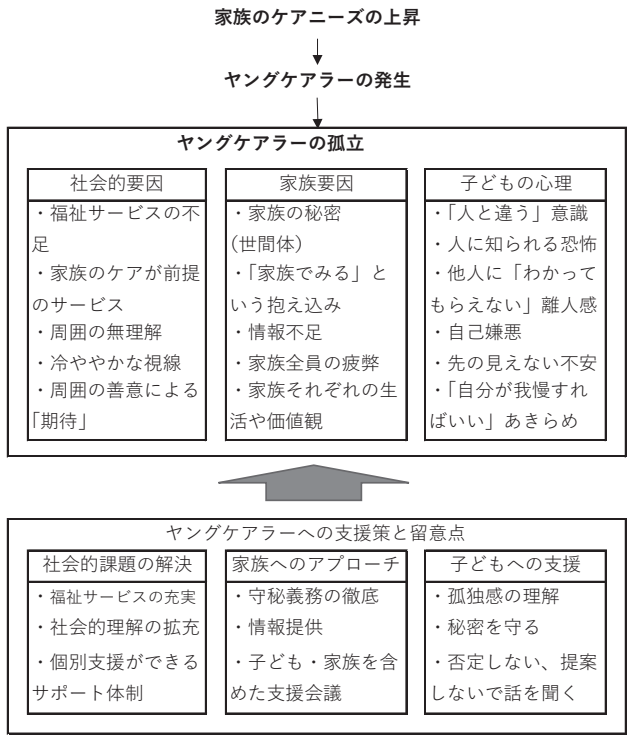 家族のケアニーズの上昇
ヤングケアラーの発生
ヤングケアラーの孤立
社会的要因
・福祉サービスの不
足
・家族のケアが前提
のサービス
・周囲の無理解
・冷ややかな視線
・周囲の善意による
「期待」
家族要因
・家族の秘密
(世間体)
・「家族でみる」と
いう抱え込み
・情報不足
・家族全員の疲弊
・家族それぞれの生
活や価値観
子どもの心理
・「人と違う」意識
・人に知られる恐怖
・他人に「わかって
もらえない」離人感
・自己嫌悪
・先の見えない不安
・「自分が我慢すれ
ばいい」あきらめ
ヤングケアラーへの支援策と留意点
社会的課題の解決
・福祉サービスの充実
・社会的理解の拡充
・個別支援ができる
サポート体制
家族へのアプローチ
・守秘義務の徹底
・情報提供
・子ども・家族を含
めた支援会議
子どもへの支援
・孤独感の理解
・秘密を守る
・否定しない、提案
しないで話を聞く